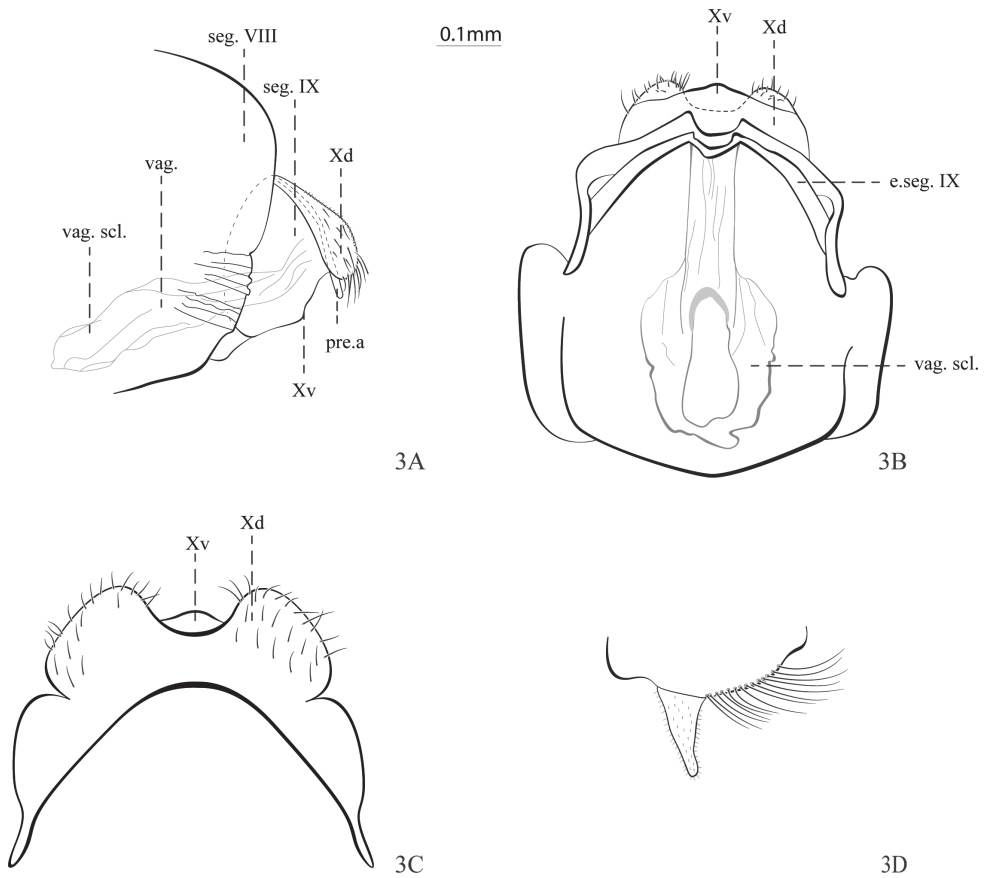 seg. VIII
seg. IX
vag.
Xd
vag. scl.
pre.a
Xv
3A
0.1mm
Xv
Xd
e.seg. IX
vag. scl.
3B
Xv
Xd
3C
3D